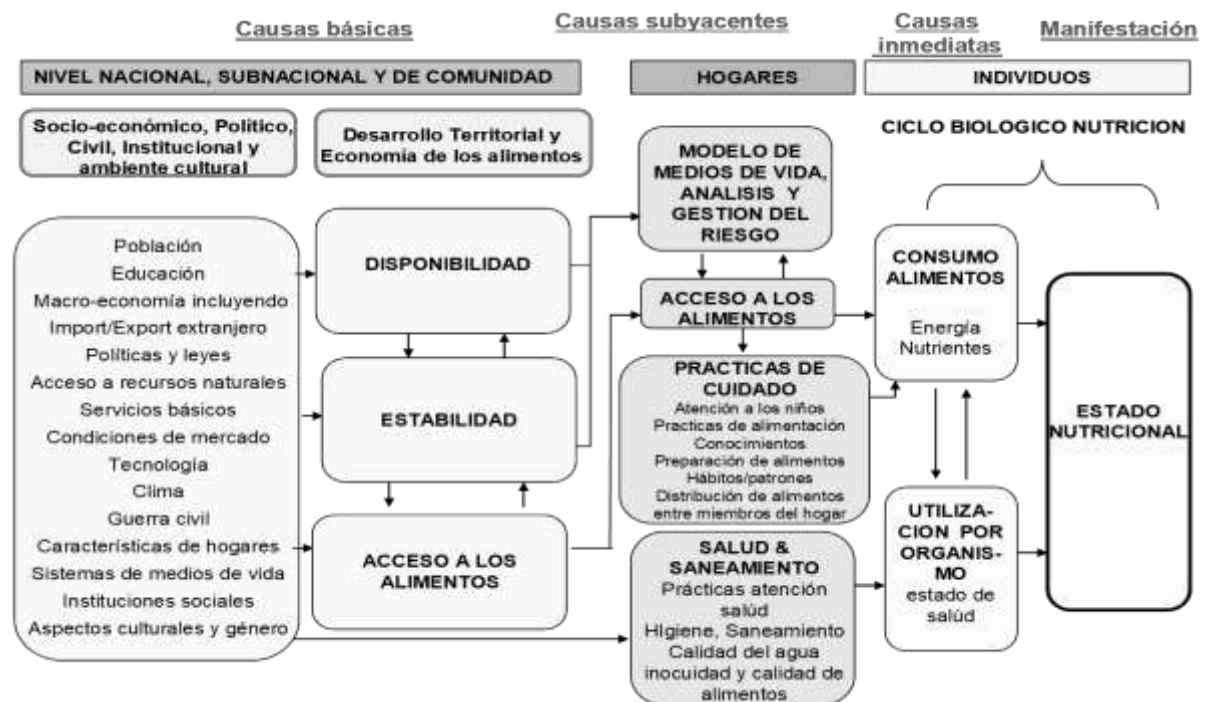 Causas básicas
Causas subyacentes
Causas
inmediatas
Manifestación
NIVEL NACIONAL, SUBNACIONAL Y DE COMUNIDAD
HOGARES
INDIVIDUOS
Socio-económico, Político,
Civil, Institucional y
ambiente cultural
Desarrollo Territorial y
Economía de los alimentos
CICLO BIOLOGICO NUTRICION
Población
Educación
Macro-economía incluyendo
Import/Export extranjero
Políticas y leyes
Acceso a recursos naturales
Servicios básicos
Condiciones de mercado
Tecnología
Clima
Guerra civil
Características de hogares
Sistemas de medios de vida
Instituciones sociales
Aspectos culturales y género
DISPONIBILIDAD
ESTABILIDAD
ACCESO A LOS
ALIMENTOS
MODELO DE
MEDIOS DE VIDA,
ANALISIS Y
GESTION DEL
RIESGO
ACCESO A LOS
ALIMENTOS
PRACTICAS DE
CUIDADO
Atención a los niños
Practicas de alimentación
Conocimientos
Preparación de alimentos
Hábitos/patrones
Distribución de alimentos
entre miembros del hogar
SALUD &
SANEAMIENTO
Prácticas atención
salúd
HIgiene, Saneamiento
Calidad del agua
inocuidad y calidad de
alimentos
CONSUMO
ALIMENTOS
Energía
Nutrientes
UTILIZA-
CION POR
ORGANIS-
MO
estado de
salúd
ESTADO
NUTRICIONAL